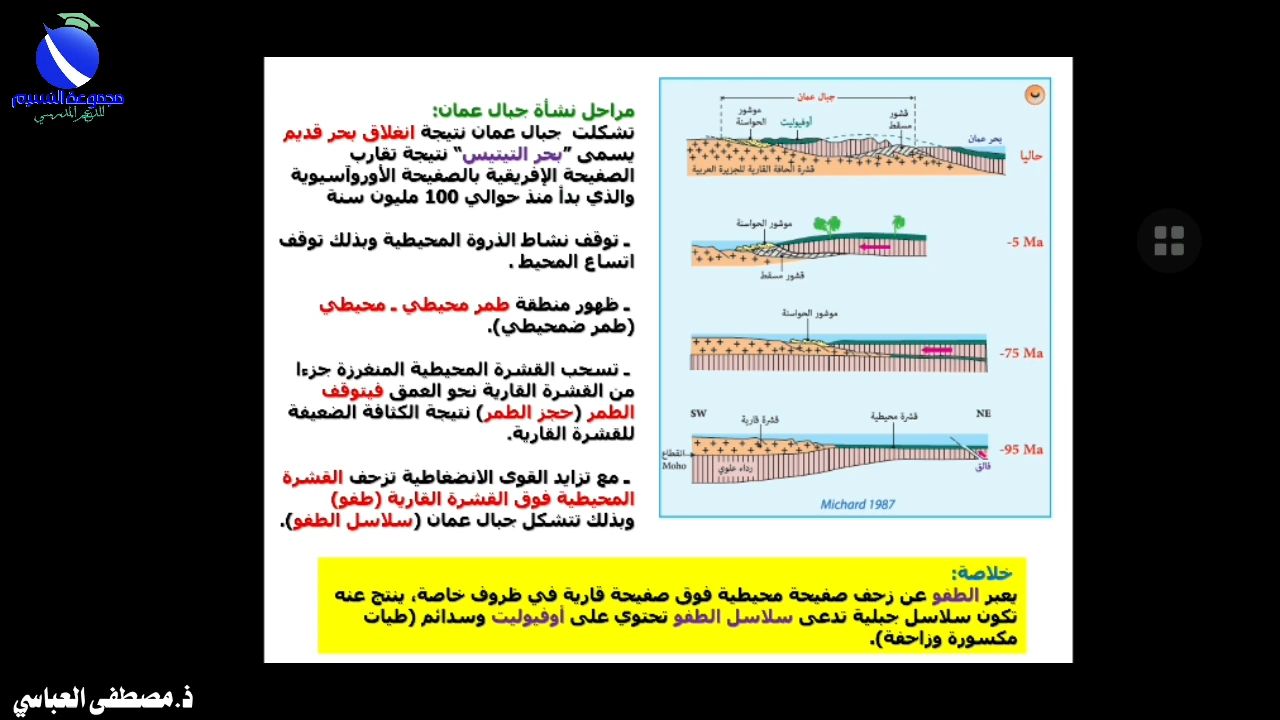 مجموعة النسيم
مراحل نشأة جبال عمان:
تشكلت جبال عمان نتيجة انغلاق بحر قديم
يسمى ”بحر التيتيس“ نتيجة تقارب
الصفيحة الإفريقية بالصفيحة الأوروآسيوية
والذي بدأ منذ حوالي 100 مليون سنة
ـ توقف نشاط الذروة المحيطية وبذلك توقف
اتساع المحيط .
ـ ظهور منطقة طمر محيطي ـ محيطي
(طمر ضمحيطي).
ـ تسحب القشرة المحيطية المنغرزة جزءا
من القشرة القارية نحو العمق فيتوقف
الطمر (حجز الطمر) نتيجة الكثافة الضعيفة
للقشرة القارية.
ـ مع تزايد القوى الانضغاطية تزحف القشرة
المحيطية فوق القشرة القارية (طفو)
وبذلك تتشكل جبال عمان (سلاسل الطفو).
ب
جبال عمان
موشور
الحواسنة
أوفيوليت
قشور
مسقط
بحر عمان
حاليا
قشرة الحافة القارية للجزيرة العربية
موشور الحواسنة
-5 Ma
قشور مسقط
موشور الحواسنة
-75 Ma
SW
NE
قشرة قارية
قشرة محيطية
-95 Ma
انقطاع
Moho
رداء علوي
فالق
Michard 1987
خلاصة:
يعبر الطفو عن زحف صفيحة محيطية فوق صفيحة قارية في ظروف خاصة، ينتج عنه
تكون سلاسل جبلية تدعى سلاسل الطفو تحتوي على أوفيوليت وسدائم (طيات
مكسورة وزاحفة).
ذ.مصطفى العباسي